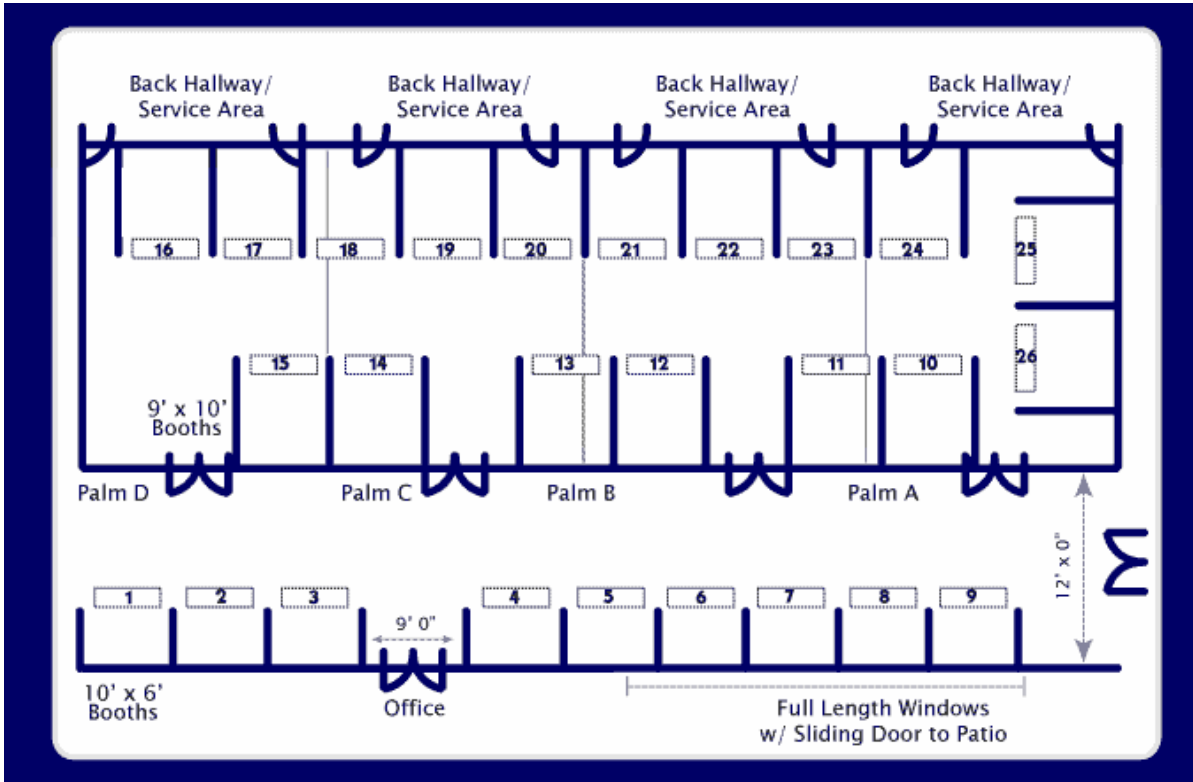 Back Hallway/
Service Area
Back Hallway/
Service Area
Back Hallway/
Service Area
Back Hallway/
Service Area
16
17
18
19
20
21
22
23
24
25
15
14
13
12
11
10
26
9' x 10'
Booths
Palm D
Palm C
Palm B
Palm A
12' x 0"
1
2
3
4
5
6
7
8
9
9' 0"
10' x 6'
Booths
Office
Full Length Windows
w/ Sliding Door to Patio